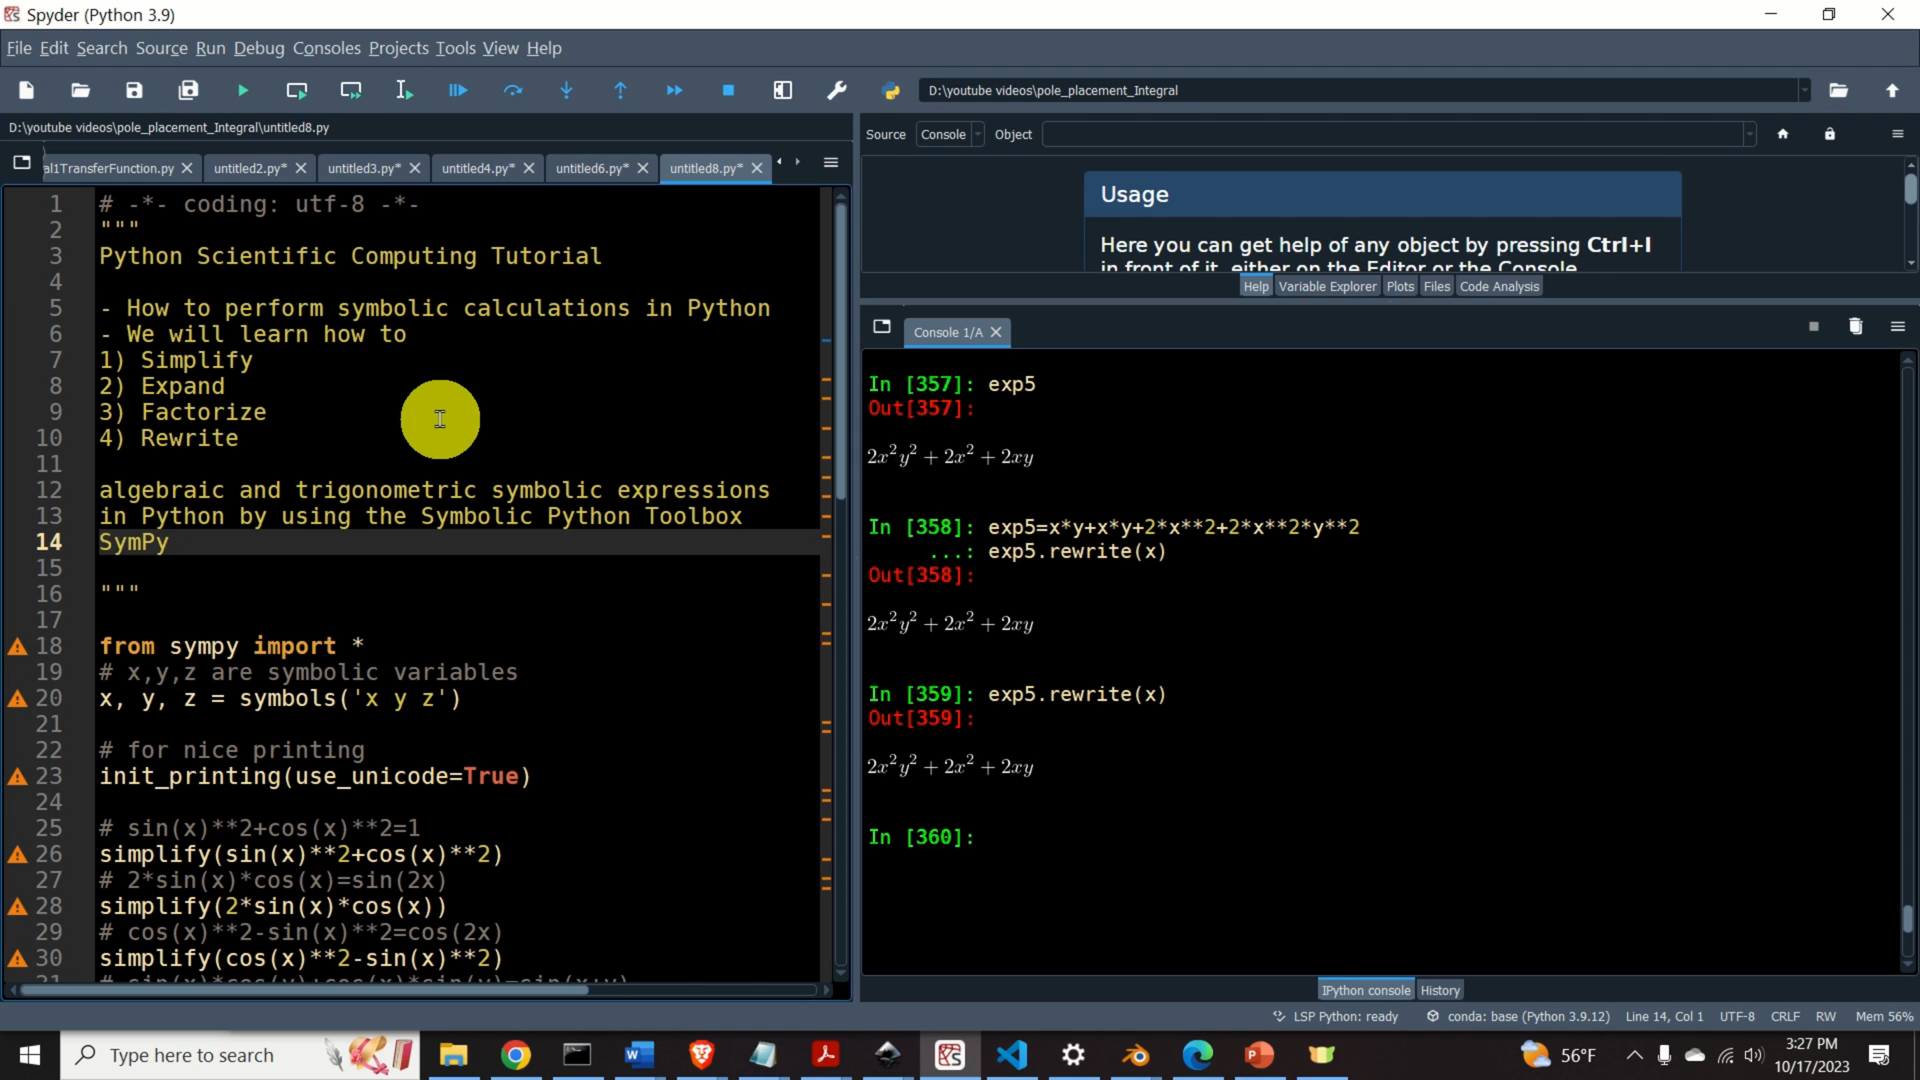 Spyder (Python 3.9)
File Edit Search Source Run Debug Consoles Projects Tools View Help
D:\youtube videos\pole_placement_Integral
D:\youtube videos\pole_placement_Integral\untitled8.py
al1TransferFunction.py untitled2.py* untitled3.py* untitled4.py* untitled6.py* untitled8.py*
1 # -*- coding: utf-8 -*-
2 """
3 Python Scientific Computing Tutorial
4
5 - How to perform symbolic calculations in Python
6 - We will learn how to
7 1) Simplify
8 2) Expand
9 3) Factorize
10 4) Rewrite
11
12 algebraic and trigonometric symbolic expressions
13 in Python by using the Symbolic Python Toolbox
14 SymPy
15
16 """
17
18 from sympy import *
19 # x,y,z are symbolic variables
20 x, y, z = symbols('x y z')
21
22 # for nice printing
23 init_printing(use_unicode=True)
24
25 # sin(x)**2+cos(x)**2=1
26 simplify(sin(x)**2+cos(x)**2)
27 # 2*sin(x)*cos(x)=sin(2x)
28 simplify(2*sin(x)*cos(x))
29 # cos(x)**2-sin(x)**2=cos(2x)
30 simplify(cos(x)**2-sin(x)**2)
Source Console Object
Usage
Here you can get help of any object by pressing Ctrl+I
in front of it, either on the Editor or the Console.
Help Variable Explorer Plots Files Code Analysis
Console 1/A
In [357]: exp5
Out[357]:
2x²y² + 2x² + 2xy
In [358]: exp5=x*y+x*y+2*x**2+2*x**2*y**2
...: exp5.rewrite(x)
Out[358]:
2x²y² + 2x² + 2xy
In [359]: exp5.rewrite(x)
Out[359]:
2x²y² + 2x² + 2xy
In [360]:
IPython console History
LSP Python: ready conda: base (Python 3.9.12) Line 14, Col 1 UTF-8 CRLF RW Mem 56%
Type here to search
56°F
3:27 PM
10/17/2023